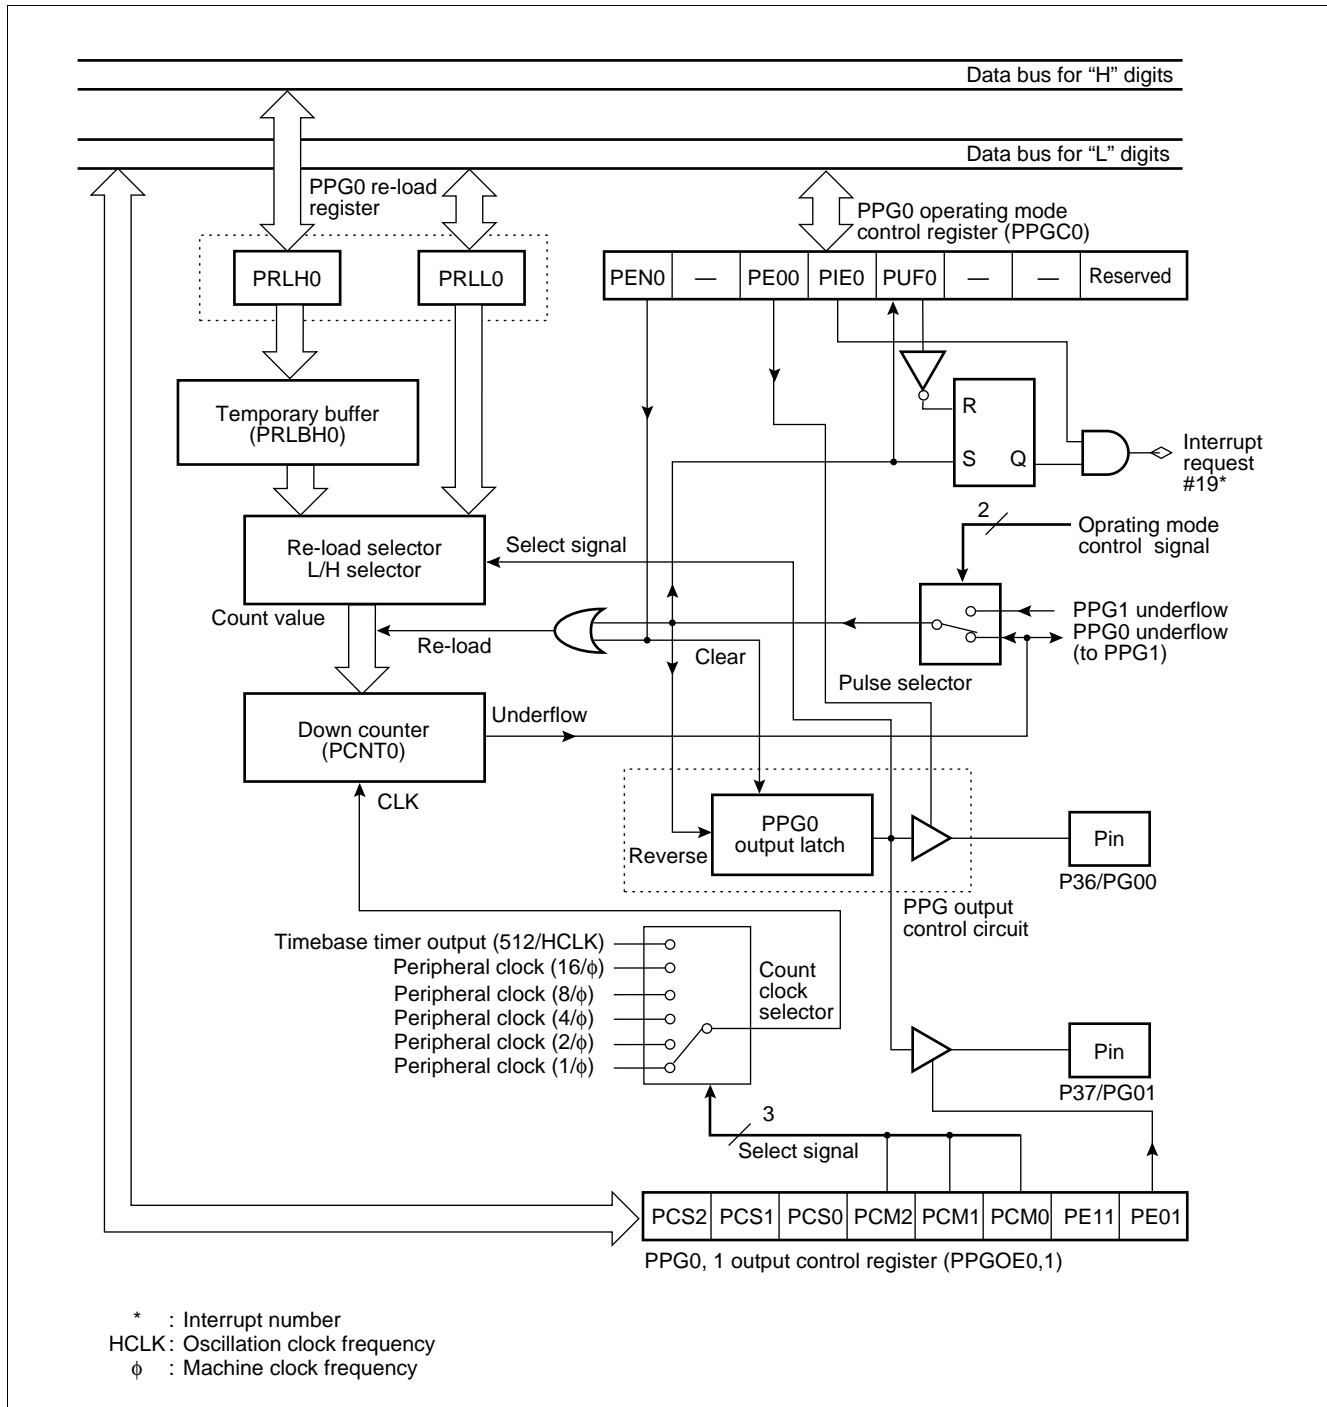 Data bus for “H” digits
Data bus for “L” digits
PPG0 re-load
register
PPG0 operating mode
control register (PPGC0)
PRLH0
PRLL0
PEN0 — PE00 PIE0 PUF0 — — Reserved
Temporary buffer
(PRLBH0)
R
S Q
Interrupt
request
#19*
Re-load selector
L/H selector
Select signal
2
Oprating mode
control signal
Count value
Re-load
Clear
PPG1 underflow
PPG0 underflow
(to PPG1)
Pulse selector
Down counter
(PCNT0)
Underflow
CLK
PPG0
output latch
Reverse
Pin
P36/PG00
PPG output
control circuit
Timebase timer output (512/HCLK)
Peripheral clock (16/ϕ)
Peripheral clock (8/ϕ)
Peripheral clock (4/ϕ)
Peripheral clock (2/ϕ)
Peripheral clock (1/ϕ)
Count
clock
selector
Pin
P37/PG01
3
Select signal
PCS2 PCS1 PCS0 PCM2 PCM1 PCM0 PE11 PE01
PPG0, 1 output control register (PPGOE0,1)
* : Interrupt number
HCLK : Oscillation clock frequency
ϕ : Machine clock frequency